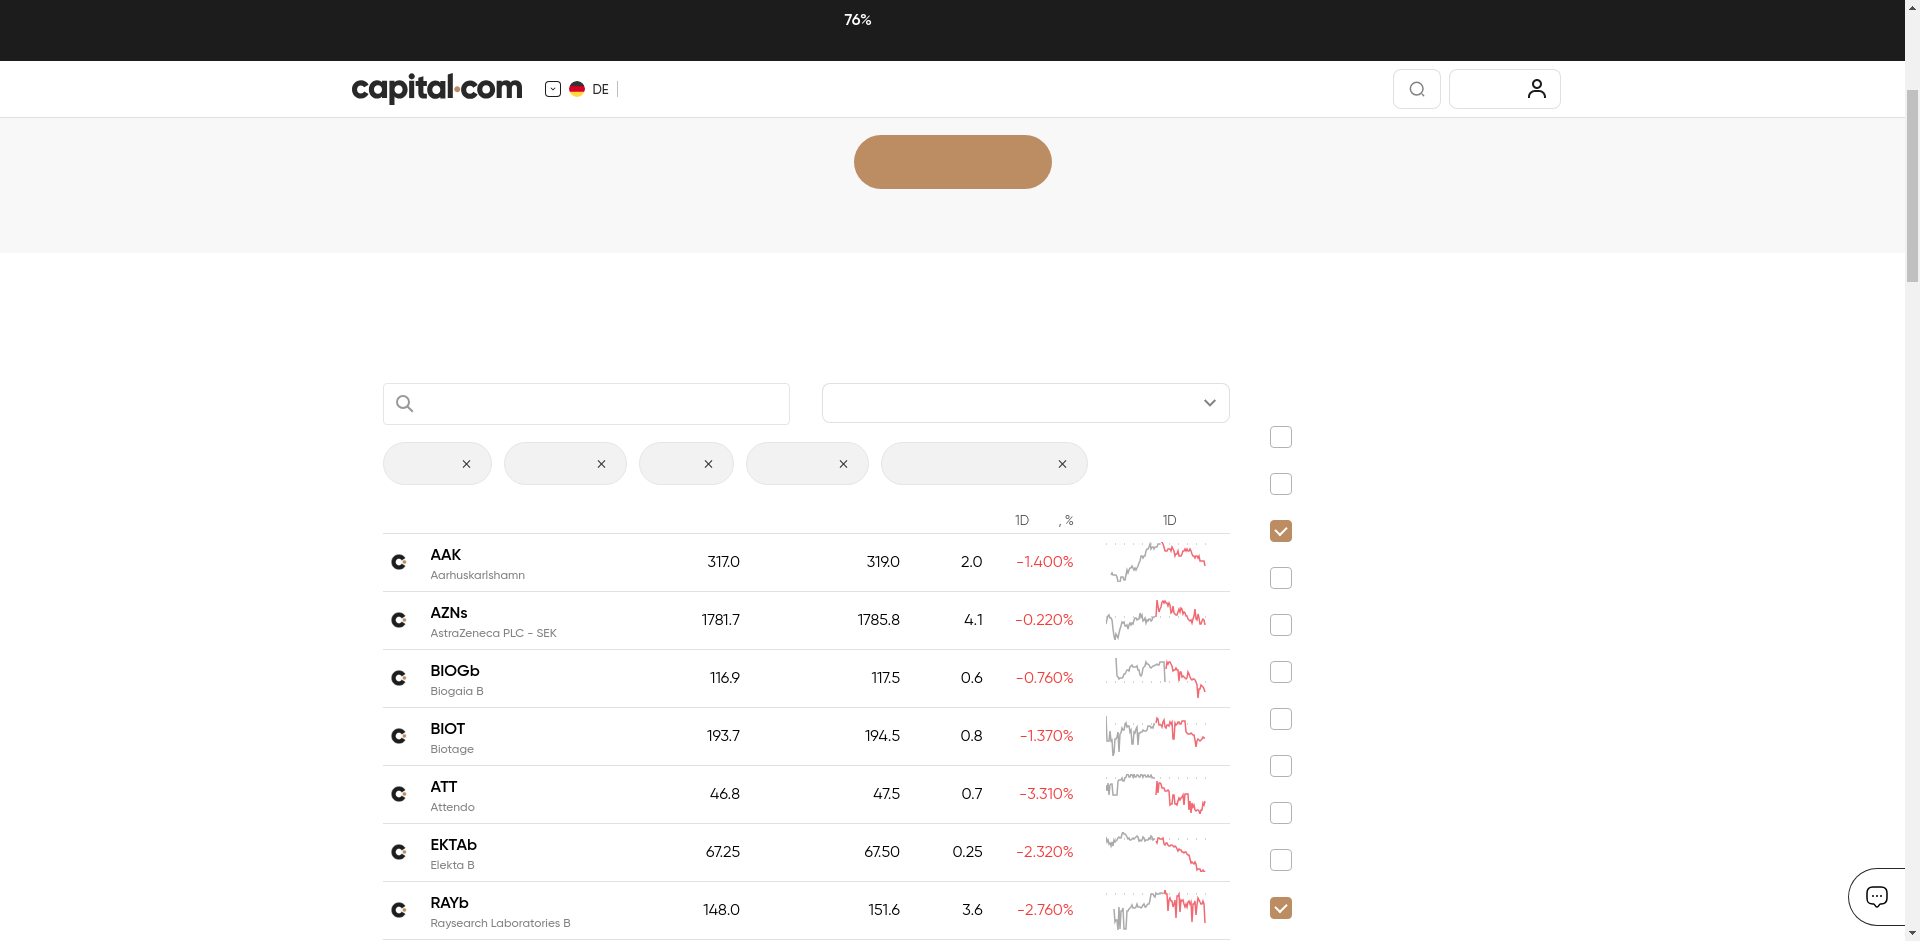 76%
capital.com
DE
1D , % 1D
AAK
Aarhuskarlshamn
317.0 319.0 2.0 -1.400%
AZNs
AstraZeneca PLC - SEK
1781.7 1785.8 4.1 -0.220%
BIOGb
Biogaia B
116.9 117.5 0.6 -0.760%
BIOT
Biotage
193.7 194.5 0.8 -1.370%
ATT
Attendo
46.8 47.5 0.7 -3.310%
EKTAb
Elekta B
67.25 67.50 0.25 -2.320%
RAYb
Raysearch Laboratories B
148.0 151.6 3.6 -2.760%